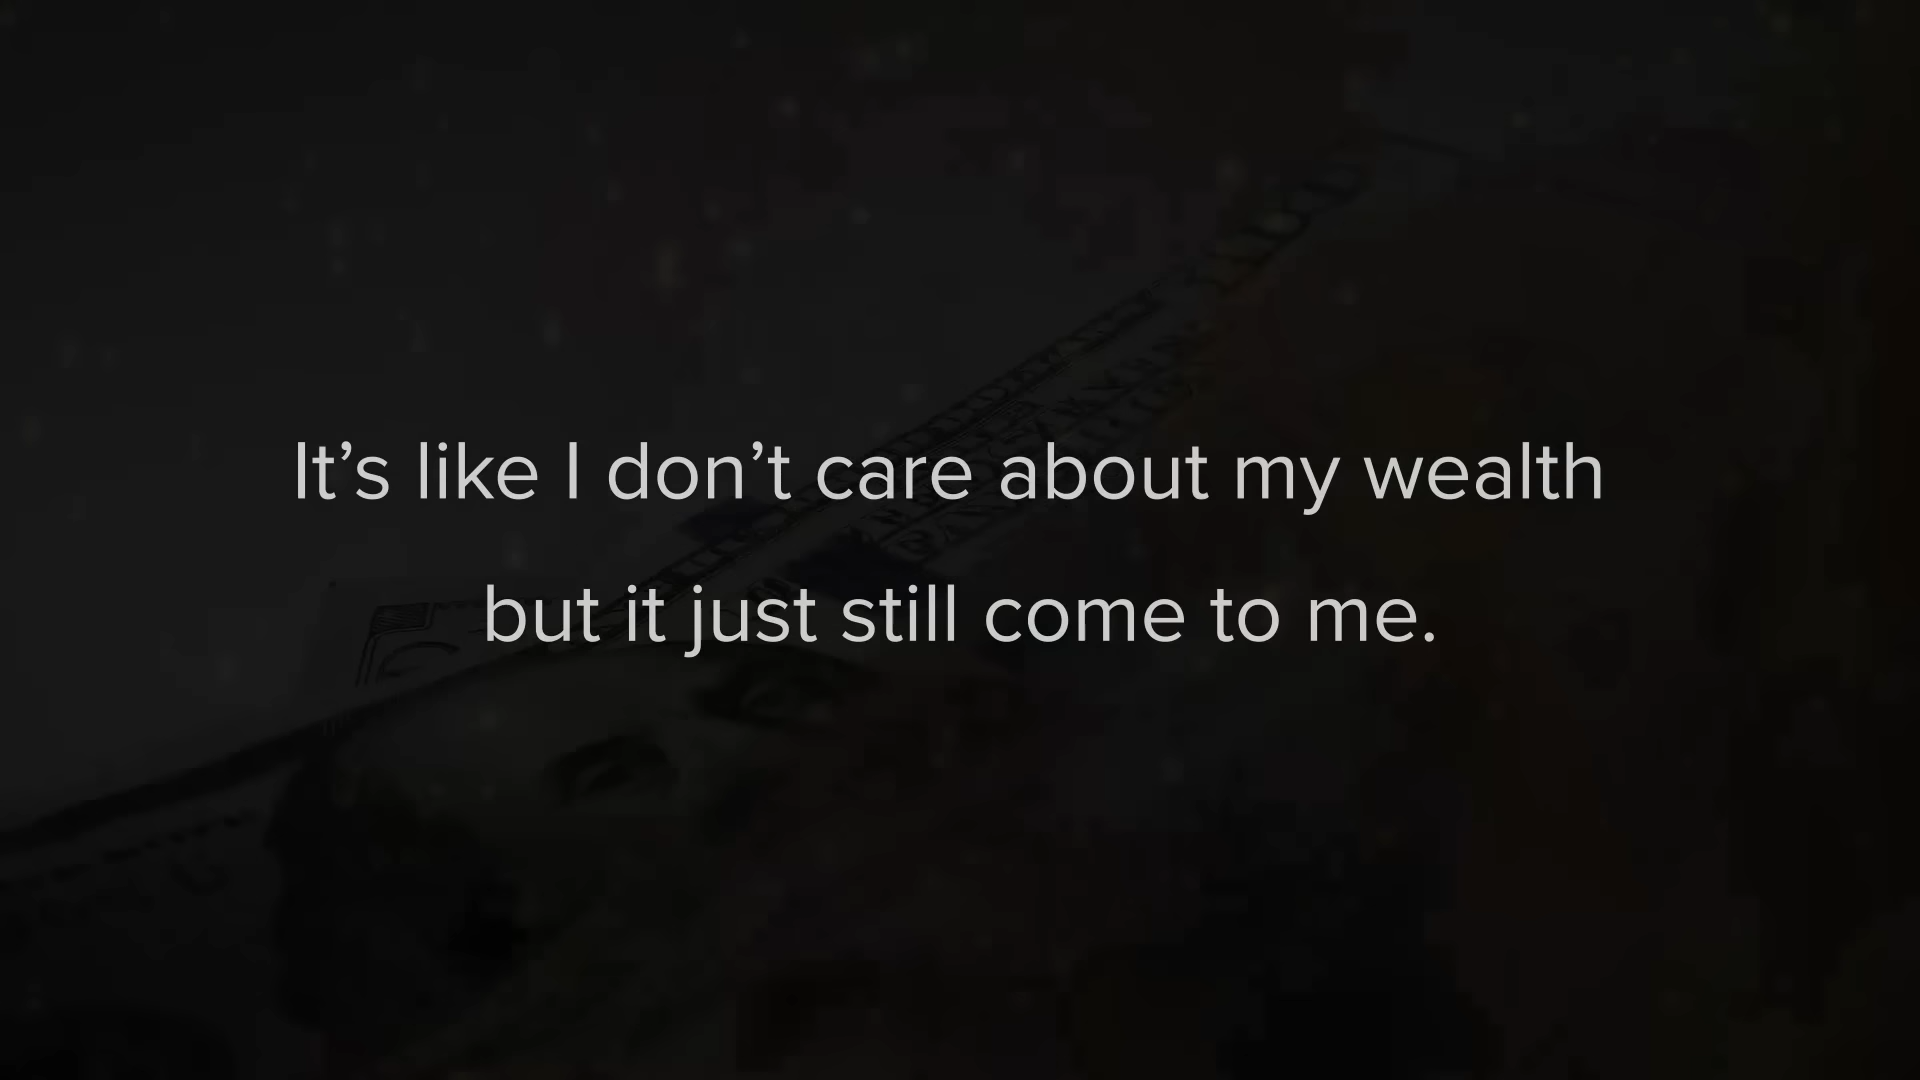 It’s like I don’t care about my wealth
but it just still come to me.